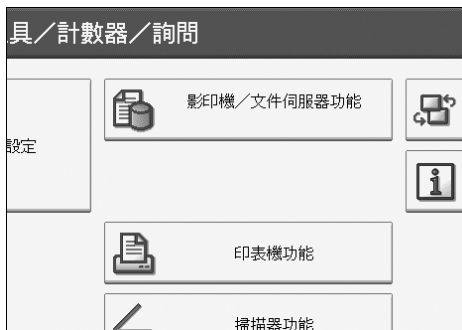 具／計數器／詢問
影印機／文件伺服器功能
設定
印表機功能
掃描器功能